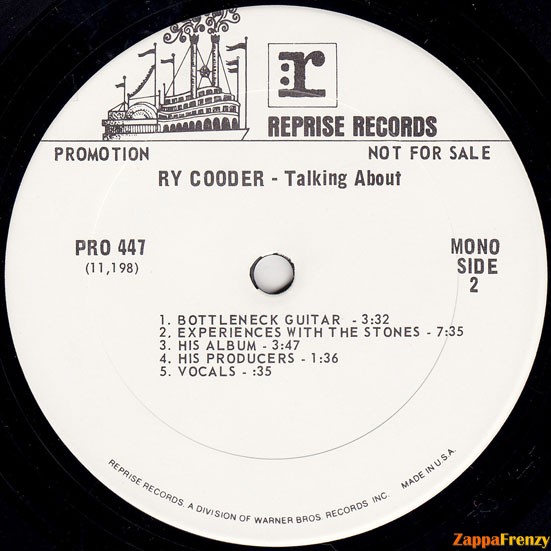 :r
REPRISE RECORDS
PROMOTION
NOT FOR SALE
RY COODER - Talking About
PRO 447
(11,198)
MONO
SIDE
2
1. BOTTLENECK GUITAR - 3:32
2. EXPERIENCES WITH THE STONES - 7:35
3. HIS ALBUM - 3:47
4. HIS PRODUCERS - 1:36
5. VOCALS - :35
REPRISE RECORDS, A DIVISION OF WARNER BROS. RECORDS INC. MADE IN U.S.A.
ZappaFrenzy